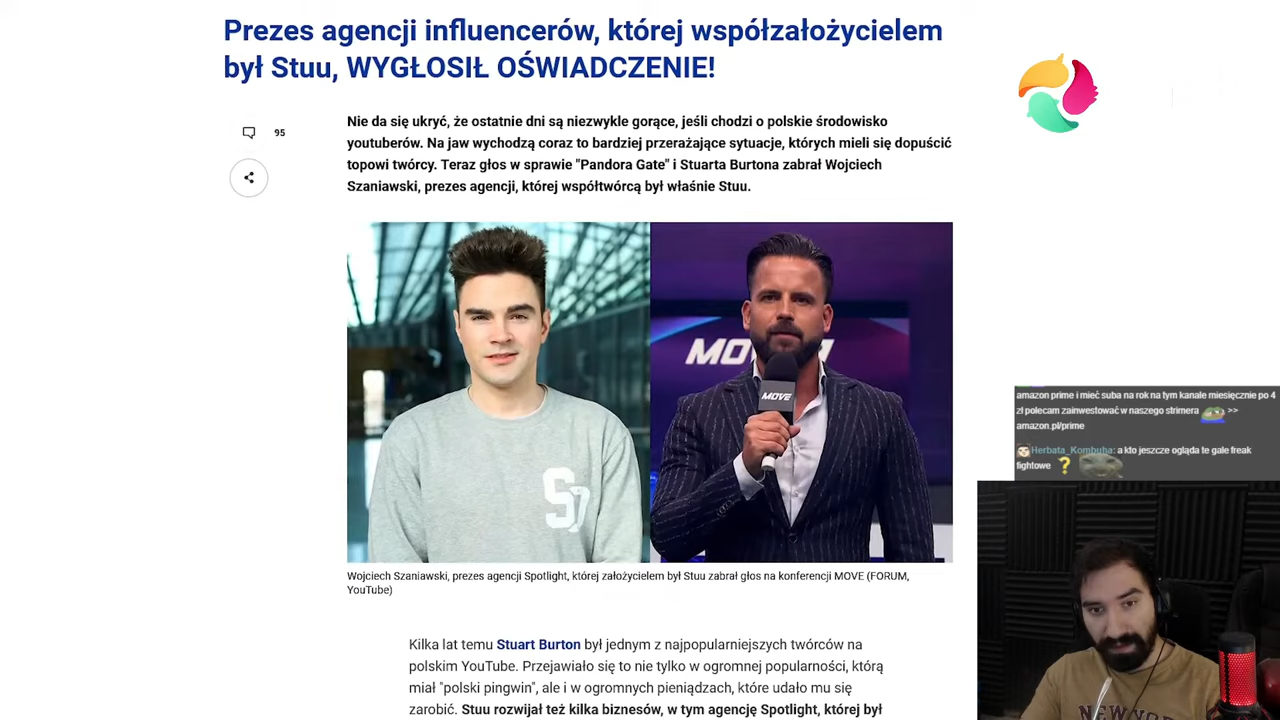 Prezes agencji influencerów, której współzałożycielem
był Stuu, WYGŁOSIŁ OŚWIADCZENIE!
95
Nie da się ukryć, że ostatnie dni są niezwykle gorące, jeśli chodzi o polskie środowisko
youtuberów. Na jaw wychodzą coraz to bardziej przerażające sytuacje, których mieli się dopuścić
topowi twórcy. Teraz głos w sprawie "Pandora Gate" i Stuarta Burtona zabrał Wojciech
Szaniawski, prezes agencji, której współtwórcą był właśnie Stuu.
S7
MOVE
Wojciech Szaniawski, prezes agencji Spotlight, której założycielem był Stuu zabrał głos na konferencji MOVE (FORUM,
YouTube)
Kilka lat temu Stuart Burton był jednym z najpopularniejszych twórców na
polskim YouTube. Przejawiało się to nie tylko w ogromnej popularności, którą
miał "polski pingwin", ale i w ogromnych pieniądzach, które udało mu się
zarobić. Stuu rozwijał też kilka biznesów, w tym agencję Spotlight, której był
amazon prime i mieć suba na rok na tym kanale miesięcznie po 4
zł polecam zainwestować w naszego strimera >>
amazon.pl/prime
Herbata_Kombuha: a kto jeszcze ogląda te gale freak
fightowe
NEW YORK